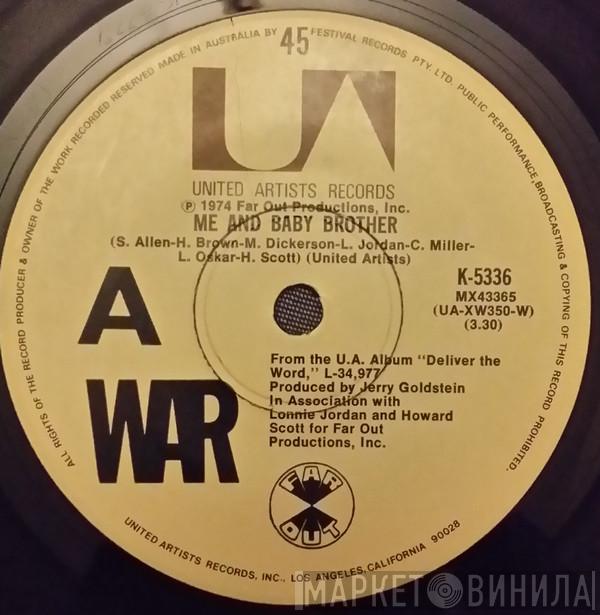 ALL RIGHTS OF THE RECORD PRODUCER & OWNER OF THE WORK RECORDED RESERVED MADE IN AUSTRALIA BY FESTIVAL RECORDS PTY. LTD. PUBLIC PERFORMANCE, BROADCASTING & COPYING OF THIS RECORD PROHIBITED.
45
UA
UNITED ARTISTS RECORDS
℗ 1974 Far Out Productions, Inc.
ME AND BABY BROTHER
(S. Allen-H. Brown-M. Dickerson-L. Jordan-C. Miller-
L. Oskar-H. Scott) (United Artists)
K-5336
MX43365
(UA-XW350-W)
(3.30)
A
WAR
From the U.A. Album "Deliver the
Word," L-34,977
Produced by Jerry Goldstein
In Association with
Lonnie Jordan and Howard
Scott for Far Out
Productions, Inc.
FAR
OUT
UNITED ARTISTS RECORDS, INC., LOS ANGELES, CALIFORNIA 90028
МАРКЕТ ВИНИЛА